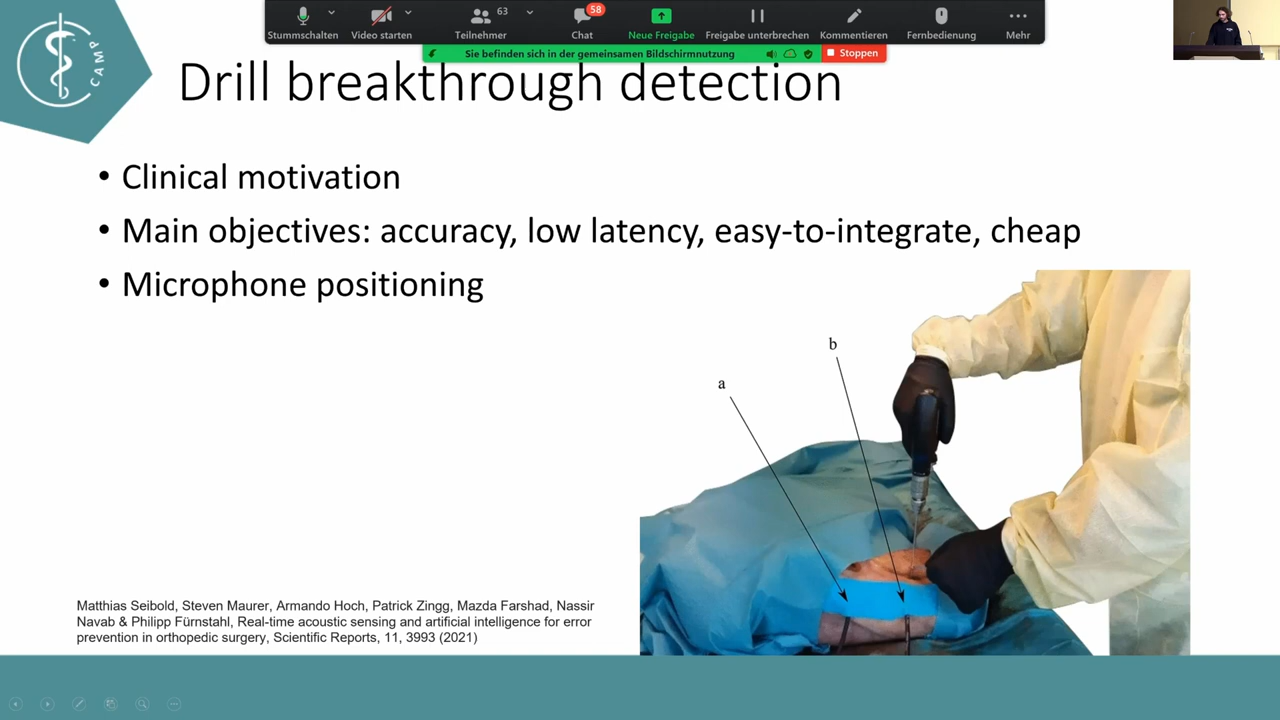 Stummschalten
Video starten
63
Teilnehmer
58
Chat
Neue Freigabe
Freigabe unterbrechen
Kommentieren
Fernbedienung
Mehr
Sie befinden sich in der gemeinsamen Bildschirmnutzung
Stoppen
CAMP
Drill breakthrough detection
• Clinical motivation
• Main objectives: accuracy, low latency, easy-to-integrate, cheap
• Microphone positioning
b
a
Matthias Seibold, Steven Maurer, Armando Hoch, Patrick Zingg, Mazda Farshad, Nassir
Navab & Philipp Fürnstahl, Real-time acoustic sensing and artificial intelligence for error
prevention in orthopedic surgery, Scientific Reports, 11, 3993 (2021)